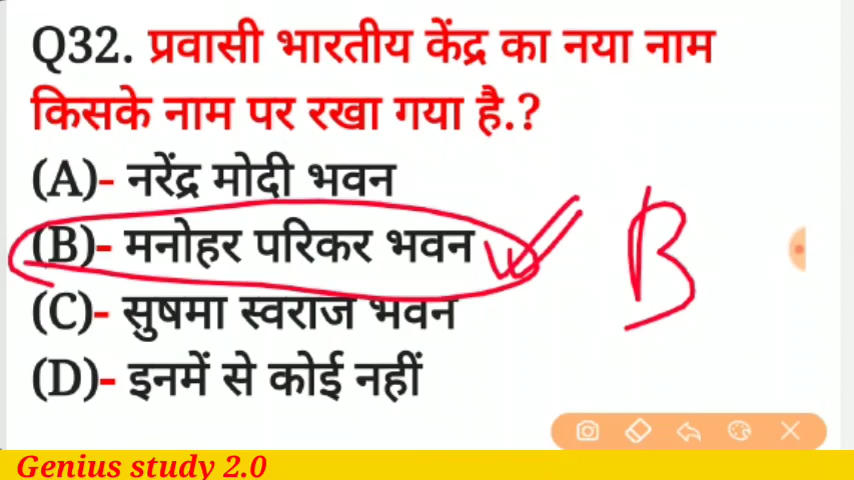 Q32. प्रवासी भारतीय केंद्र का नया नाम
किसके नाम पर रखा गया है.?
(A)- नरेंद्र मोदी भवन
(B)- मनोहर परिकर भवन
B
(C)- सुषमा स्वराज भवन
(D)- इनमें से कोई नहीं
Genius study 2.0